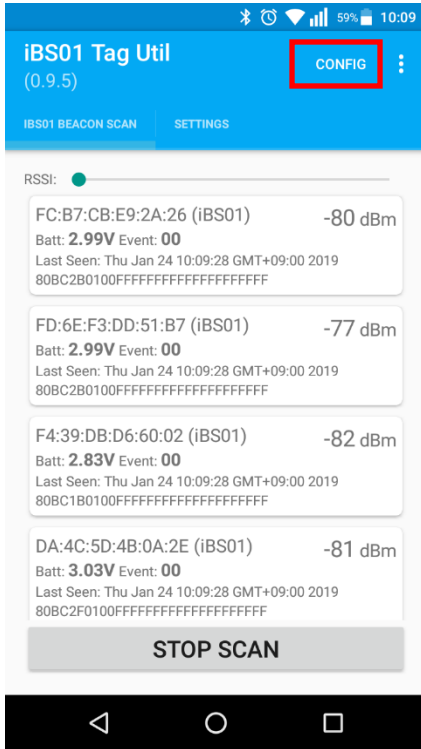 59% 10:09
iBS01 Tag Util
(0.9.5)
CONFIG
IBS01 BEACON SCAN SETTINGS
RSSI:
FC:B7:CB:E9:2A:26 (iBS01) -80 dBm
Batt: 2.99V Event: 00
Last Seen: Thu Jan 24 10:09:28 GMT+09:00 2019
80BC2B0100FFFFFFFFFFFFFFFFFFFF
FD:6E:F3:DD:51:B7 (iBS01) -77 dBm
Batt: 2.99V Event: 00
Last Seen: Thu Jan 24 10:09:28 GMT+09:00 2019
80BC2B0100FFFFFFFFFFFFFFFFFFFF
F4:39:DB:D6:60:02 (iBS01) -82 dBm
Batt: 2.83V Event: 00
Last Seen: Thu Jan 24 10:09:28 GMT+09:00 2019
80BC1B0100FFFFFFFFFFFFFFFFFFFF
DA:4C:5D:4B:0A:2E (iBS01) -81 dBm
Batt: 3.03V Event: 00
Last Seen: Thu Jan 24 10:09:28 GMT+09:00 2019
80BC2F0100FFFFFFFFFFFFFFFFFFFF
STOP SCAN